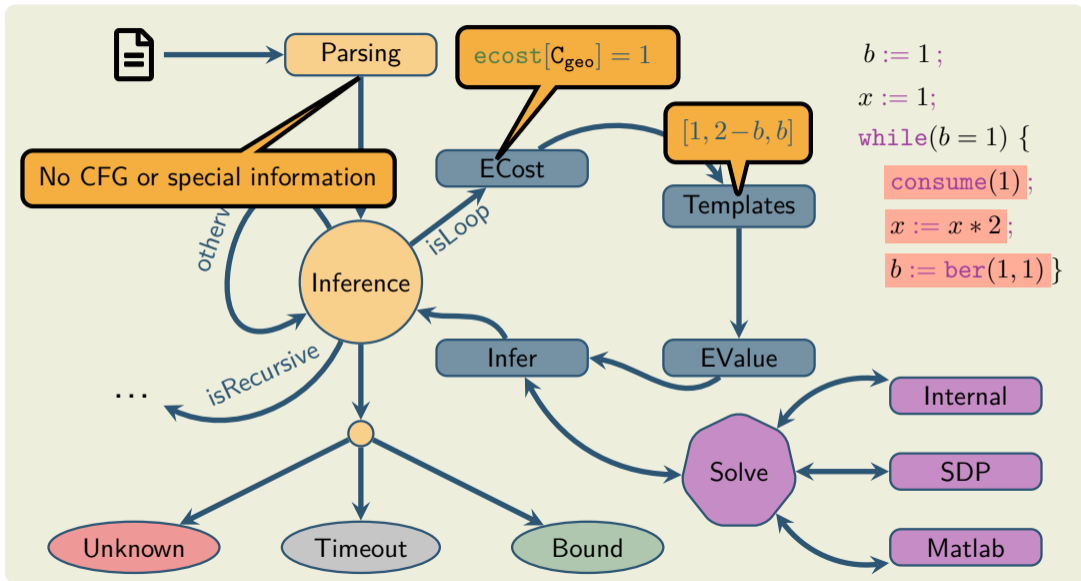 Parsing
ecost[C_geo] = 1
b := 1 ;
x := 1;
while(b = 1) {
consume(1) ;
x := x * 2 ;
b := ber(1, 1) }
[1, 2 − b, b]
No CFG or special information
ECost
Templates
otherw
isLoop
Inference
Infer
EValue
isRecursive
...
Internal
Solve
SDP
Matlab
Unknown
Timeout
Bound